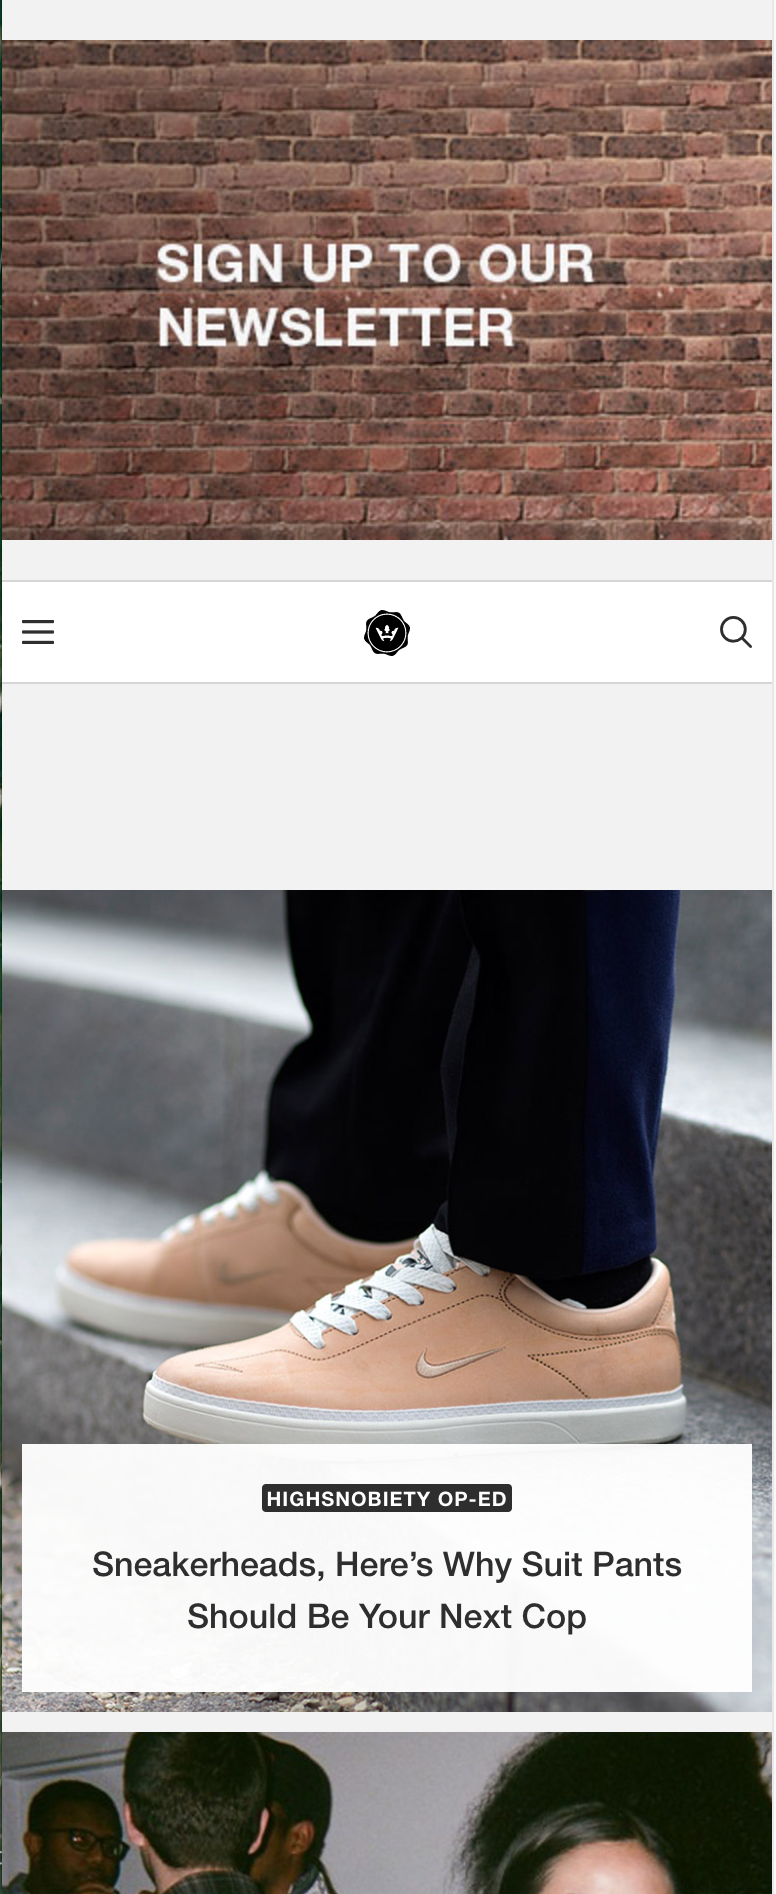 SIGN UP TO OUR
NEWSLETTER
HIGHSNOBIETY OP-ED
Sneakerheads, Here’s Why Suit Pants
Should Be Your Next Cop